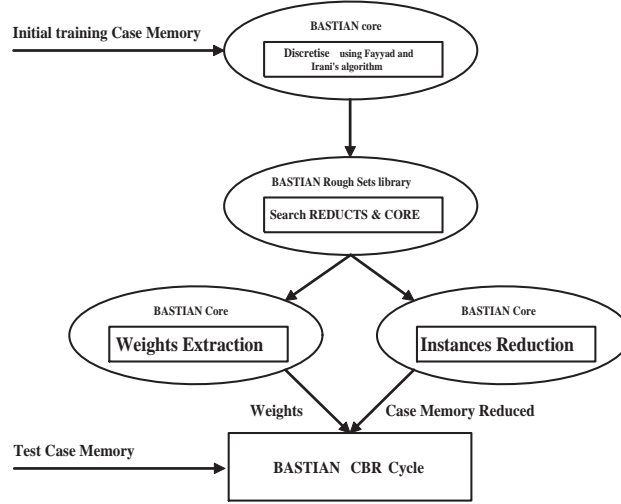 Initial training Case Memory
BASTIAN core
Discretise using Fayyad and
Irani's algorithm
BASTIAN Rough Sets library
Search REDUCTS & CORE
BASTIAN Core
Weights Extraction
BASTIAN Core
Instances Reduction
Weights
Case Memory Reduced
Test Case Memory
BASTIAN CBR Cycle